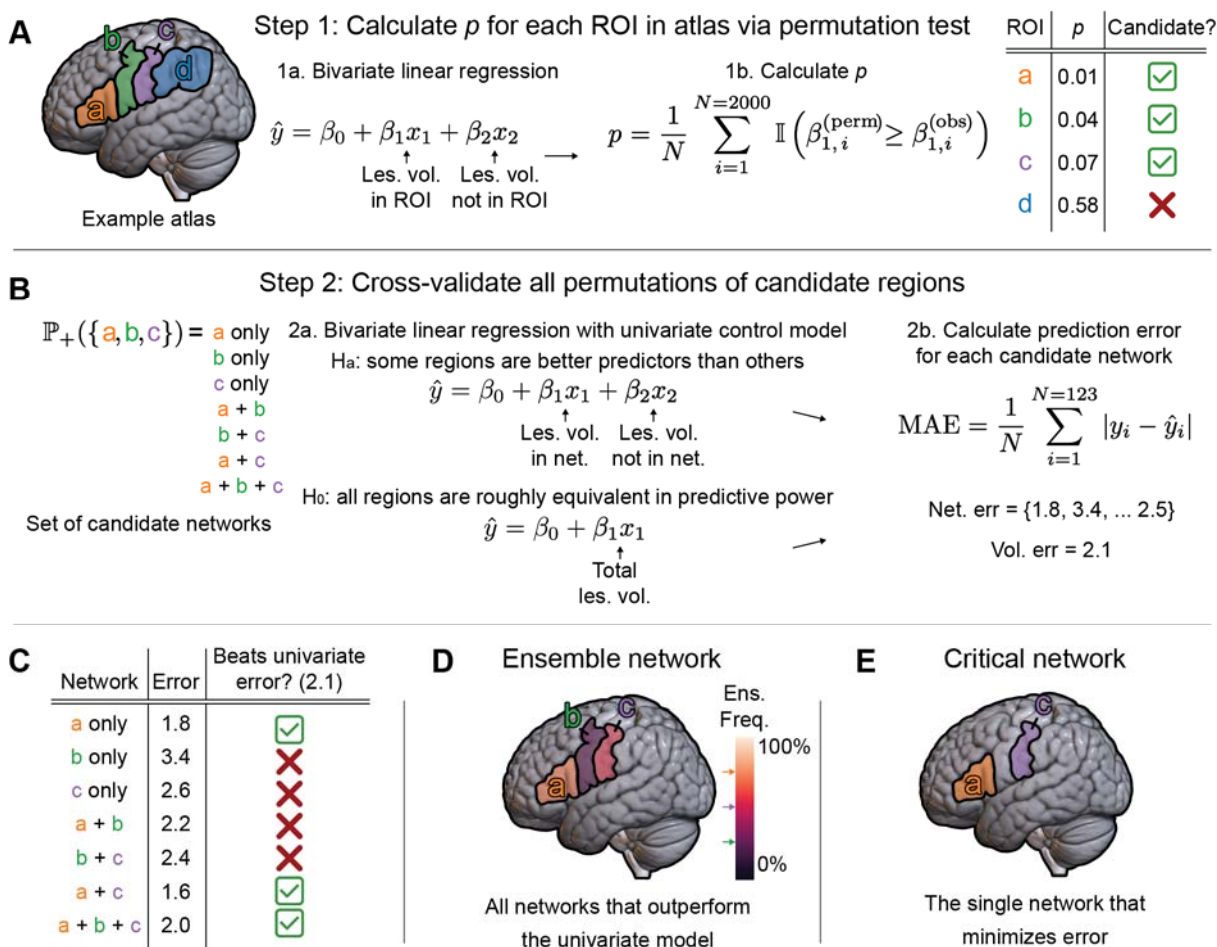 A
Step 1: Calculate p for each ROI in atlas via permutation test
a
b
c
d
Example atlas
1a. Bivariate linear regression
ŷ = β₀ + β₁x₁ + β₂x₂
Les. vol. in ROI
Les. vol. not in ROI
1b. Calculate p
p = 1/N ∑_{i=1}^{N=2000} 𝕀 (β_{1,i}^{(perm)} ≥ β_{1,i}^{(obs)})
ROI p Candidate?
a 0.01
b 0.04
c 0.07
d 0.58
B
Step 2: Cross-validate all permutations of candidate regions
ℙ₊({a,b,c}) = a only
b only
c only
a + b
b + c
a + c
a + b + c
Set of candidate networks
2a. Bivariate linear regression with univariate control model
Hₐ: some regions are better predictors than others
ŷ = β₀ + β₁x₁ + β₂x₂
Les. vol. in net.
Les. vol. not in net.
H₀: all regions are roughly equivalent in predictive power
ŷ = β₀ + β₁x₁
Total
les. vol.
2b. Calculate prediction error
for each candidate network
MAE = 1/N ∑_{i=1}^{N=123} |yᵢ − ŷᵢ|
Net. err = {1.8, 3.4, ... 2.5}
Vol. err = 2.1
C
Network Error Beats univariate error? (2.1)
a only 1.8
b only 3.4
c only 2.6
a + b 2.2
b + c 2.4
a + c 1.6
a + b + c 2.0
D
Ensemble network
a
b
c
Ens.
Freq.
100%
0%
All networks that outperform
the univariate model
E
Critical network
a
c
The single network that
minimizes error